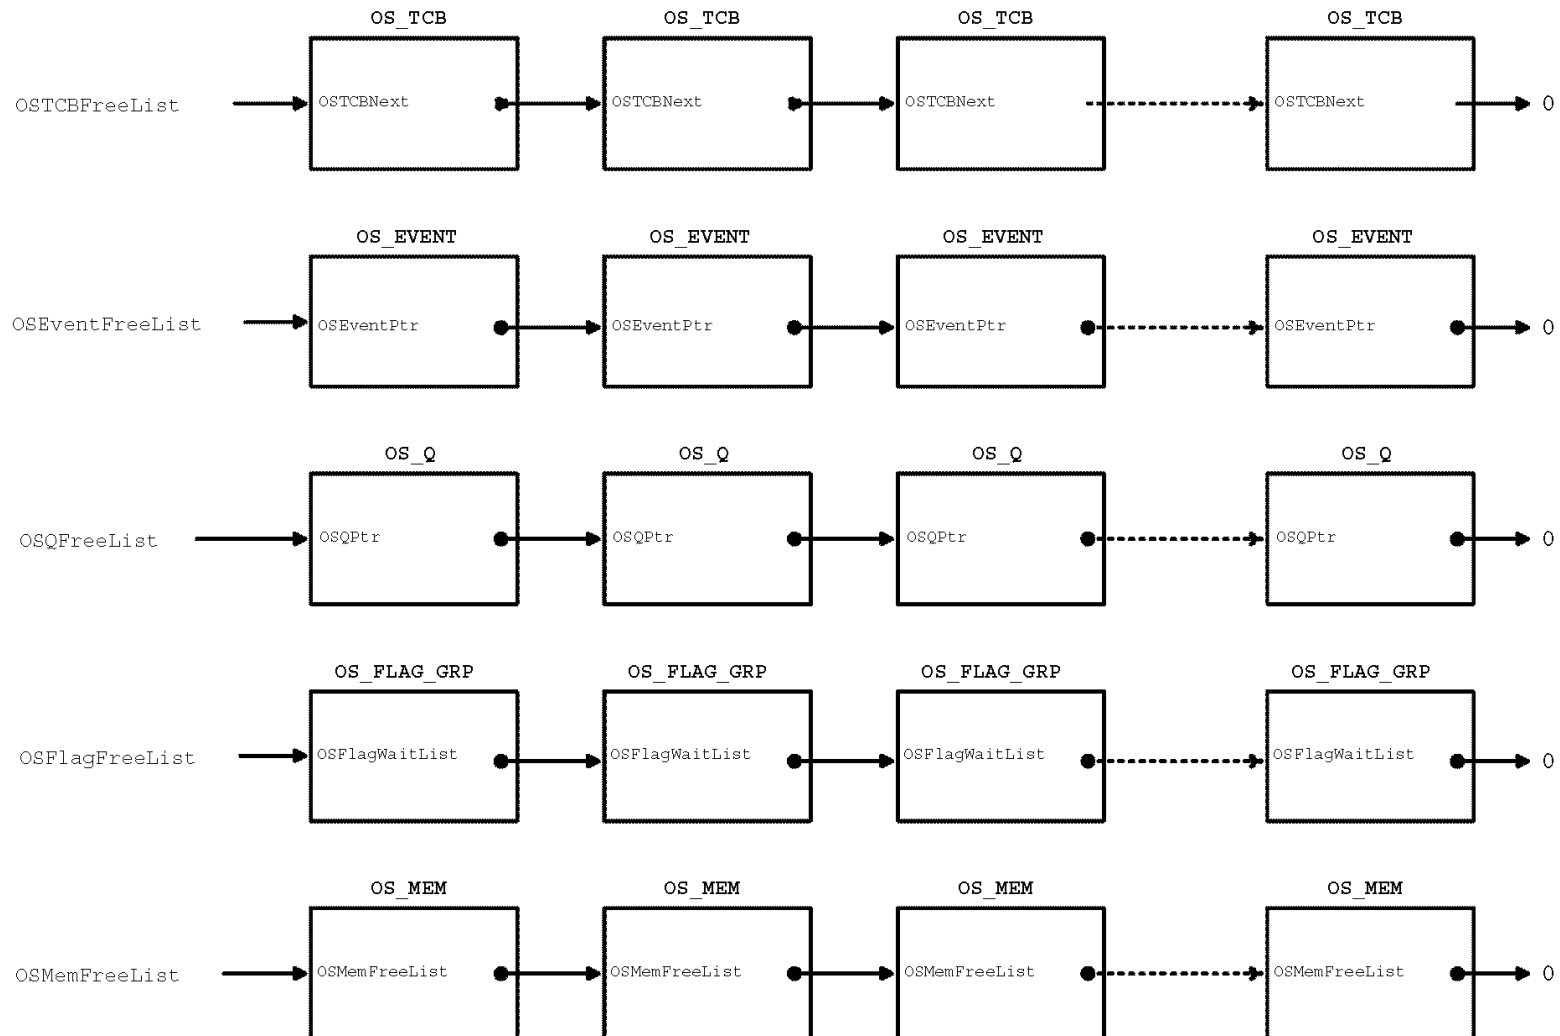 OS_TCB OS_TCB OS_TCB OS_TCB
OSTCBFreeList OSTCBNext OSTCBNext OSTCBNext OSTCBNext 0
OS_EVENT OS_EVENT OS_EVENT OS_EVENT
OSEventFreeList OSEventPtr OSEventPtr OSEventPtr OSEventPtr 0
OS_Q OS_Q OS_Q OS_Q
OSQFreeList OSQPtr OSQPtr OSQPtr OSQPtr 0
OS_FLAG_GRP OS_FLAG_GRP OS_FLAG_GRP OS_FLAG_GRP
OSFlagFreeList OSFlagWaitList OSFlagWaitList OSFlagWaitList OSFlagWaitList 0
OS_MEM OS_MEM OS_MEM OS_MEM
OSMemFreeList OSMemFreeList OSMemFreeList OSMemFreeList OSMemFreeList 0